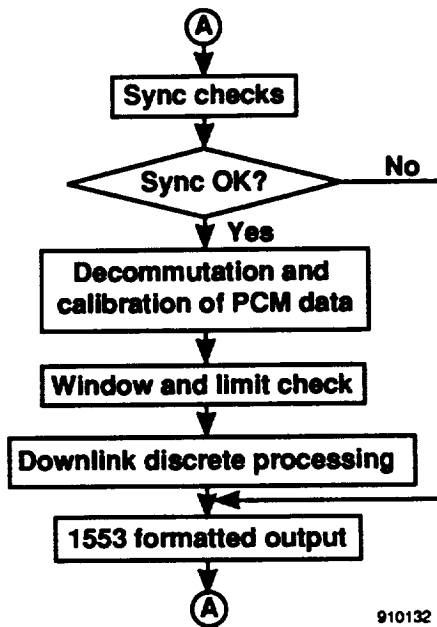 A
Sync checks
Sync OK?
No
Yes
Decommutation and
calibration of PCM data
Window and limit check
Downlink discrete processing
1553 formatted output
A
910132